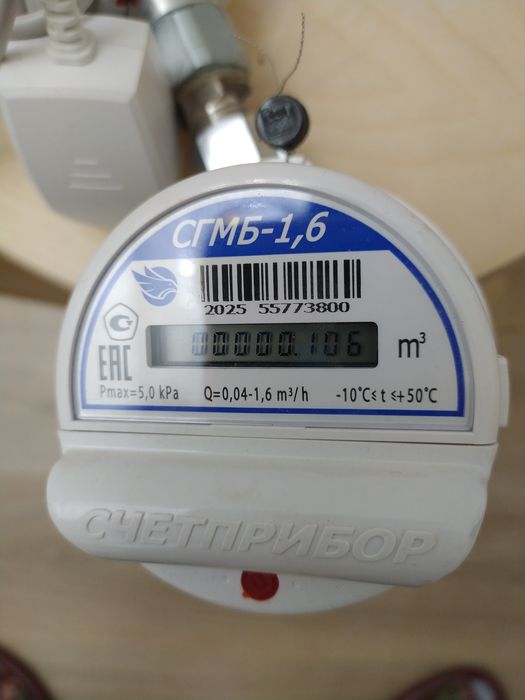 СГМБ-1,6
2025 55773800
00000.106 m³
EAC
Pmax=5,0 kPa Q=0,04-1,6 m³/h -10°C≤ t ≤+50°C
СЧЕТПРИБОР